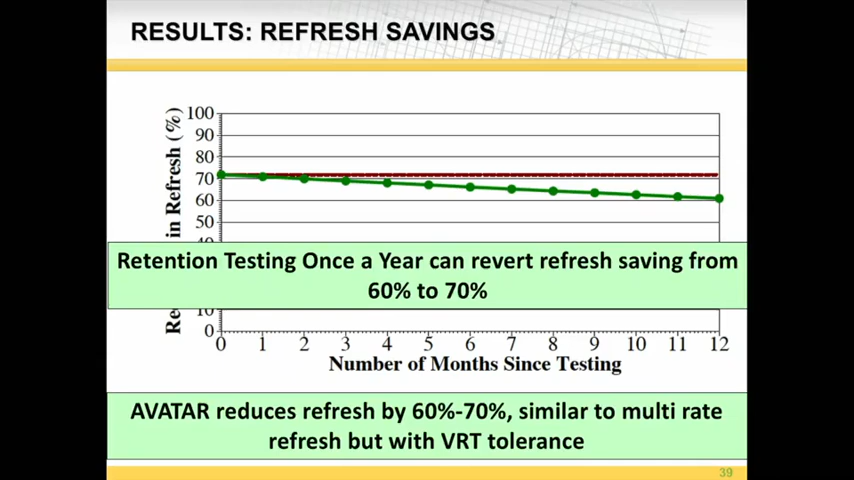 RESULTS: REFRESH SAVINGS
100
90
80
70
60
50
10
0
in Refresh (%)
Retention Testing Once a Year can revert refresh saving from
60% to 70%
0 1 2 3 4 5 6 7 8 9 10 11 12
Number of Months Since Testing
AVATAR reduces refresh by 60%-70%, similar to multi rate
refresh but with VRT tolerance
39